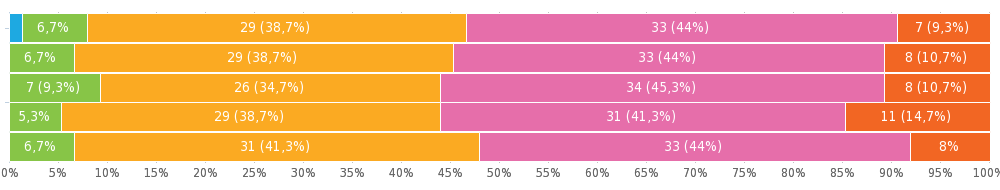 6,7% 29 (38,7%) 33 (44%) 7 (9,3%)
6,7% 29 (38,7%) 33 (44%) 8 (10,7%)
7 (9,3%) 26 (34,7%) 34 (45,3%) 8 (10,7%)
5,3% 29 (38,7%) 31 (41,3%) 11 (14,7%)
6,7% 31 (41,3%) 33 (44%) 8%
0% 5% 10% 15% 20% 25% 30% 35% 40% 45% 50% 55% 60% 65% 70% 75% 80% 85% 90% 95% 100%